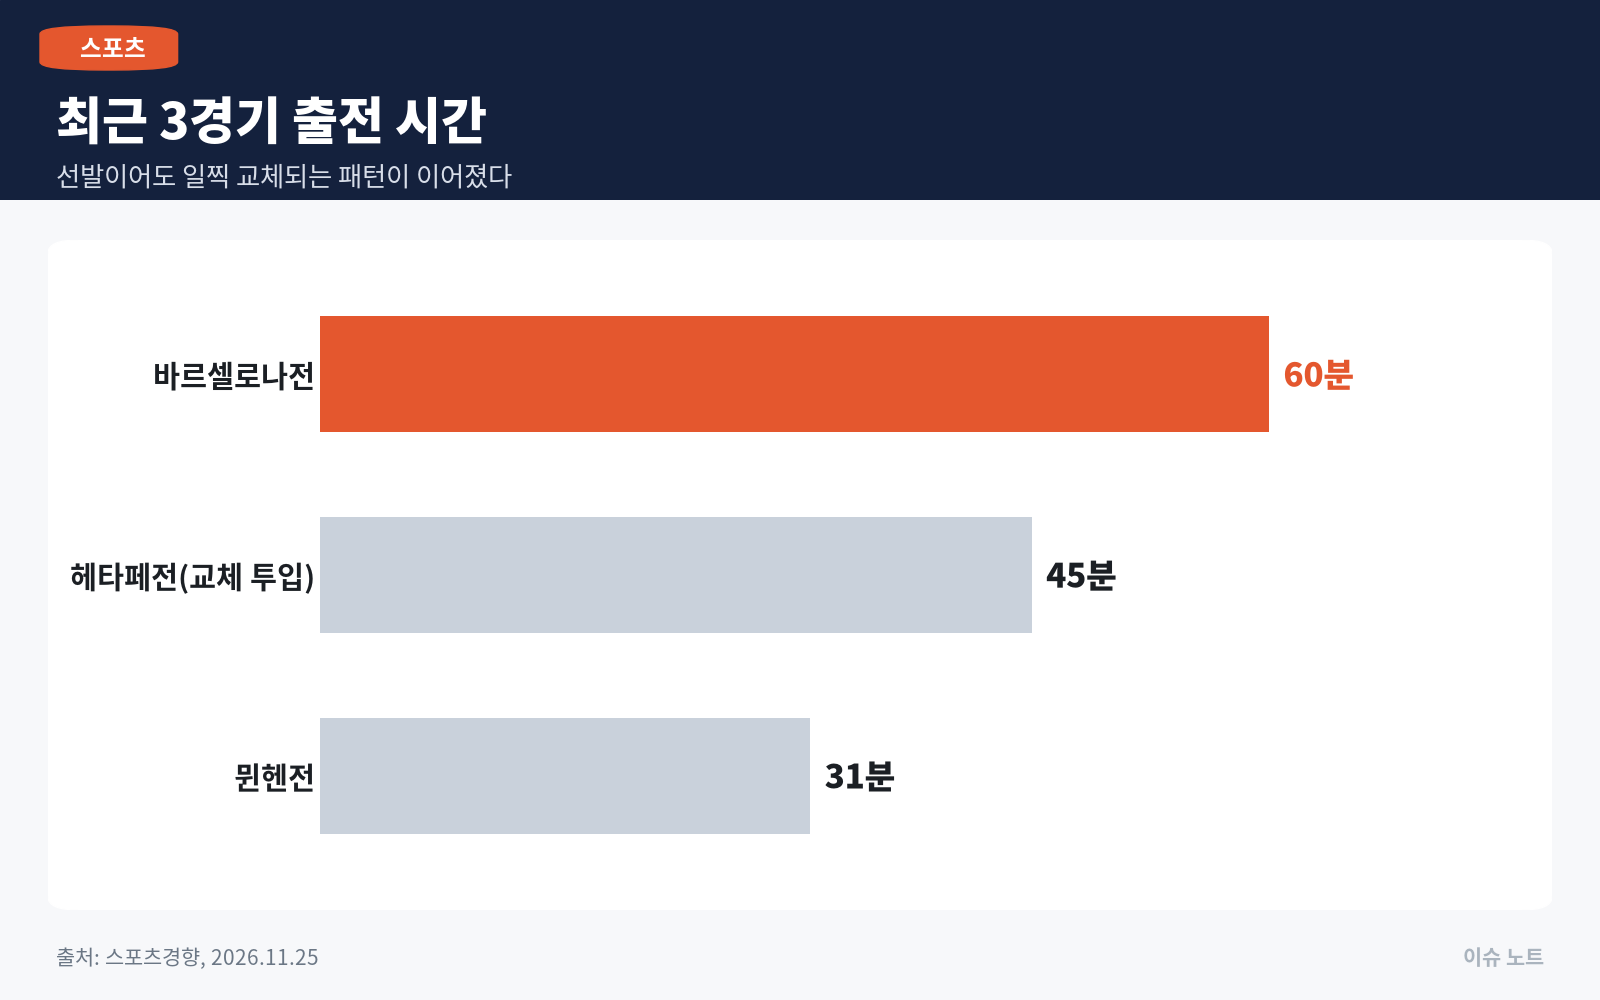 스포츠
최근 3경기 출전 시간
선발이어도 일찍 교체되는 패턴이 이어졌다
바르셀로나전
60분
헤타페전(교체 투입)
45분
뮌헨전
31분
출처: 스포츠경향, 2026.11.25
이슈 노트